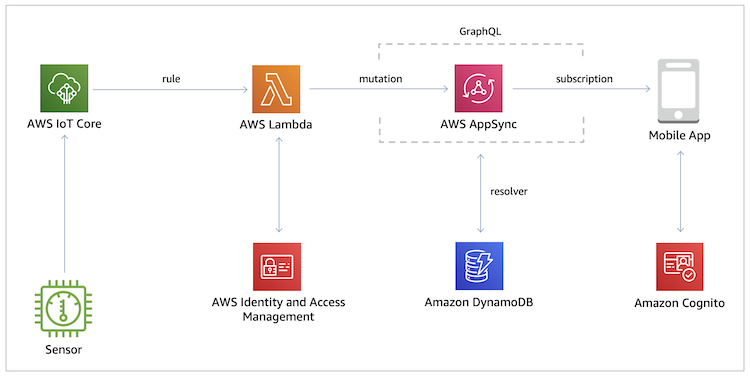 GraphQL
rule
mutation
subscription
AWS IoT Core
AWS Lambda
AWS AppSync
Mobile App
resolver
AWS Identity and Access
Management
Amazon DynamoDB
Amazon Cognito
Sensor